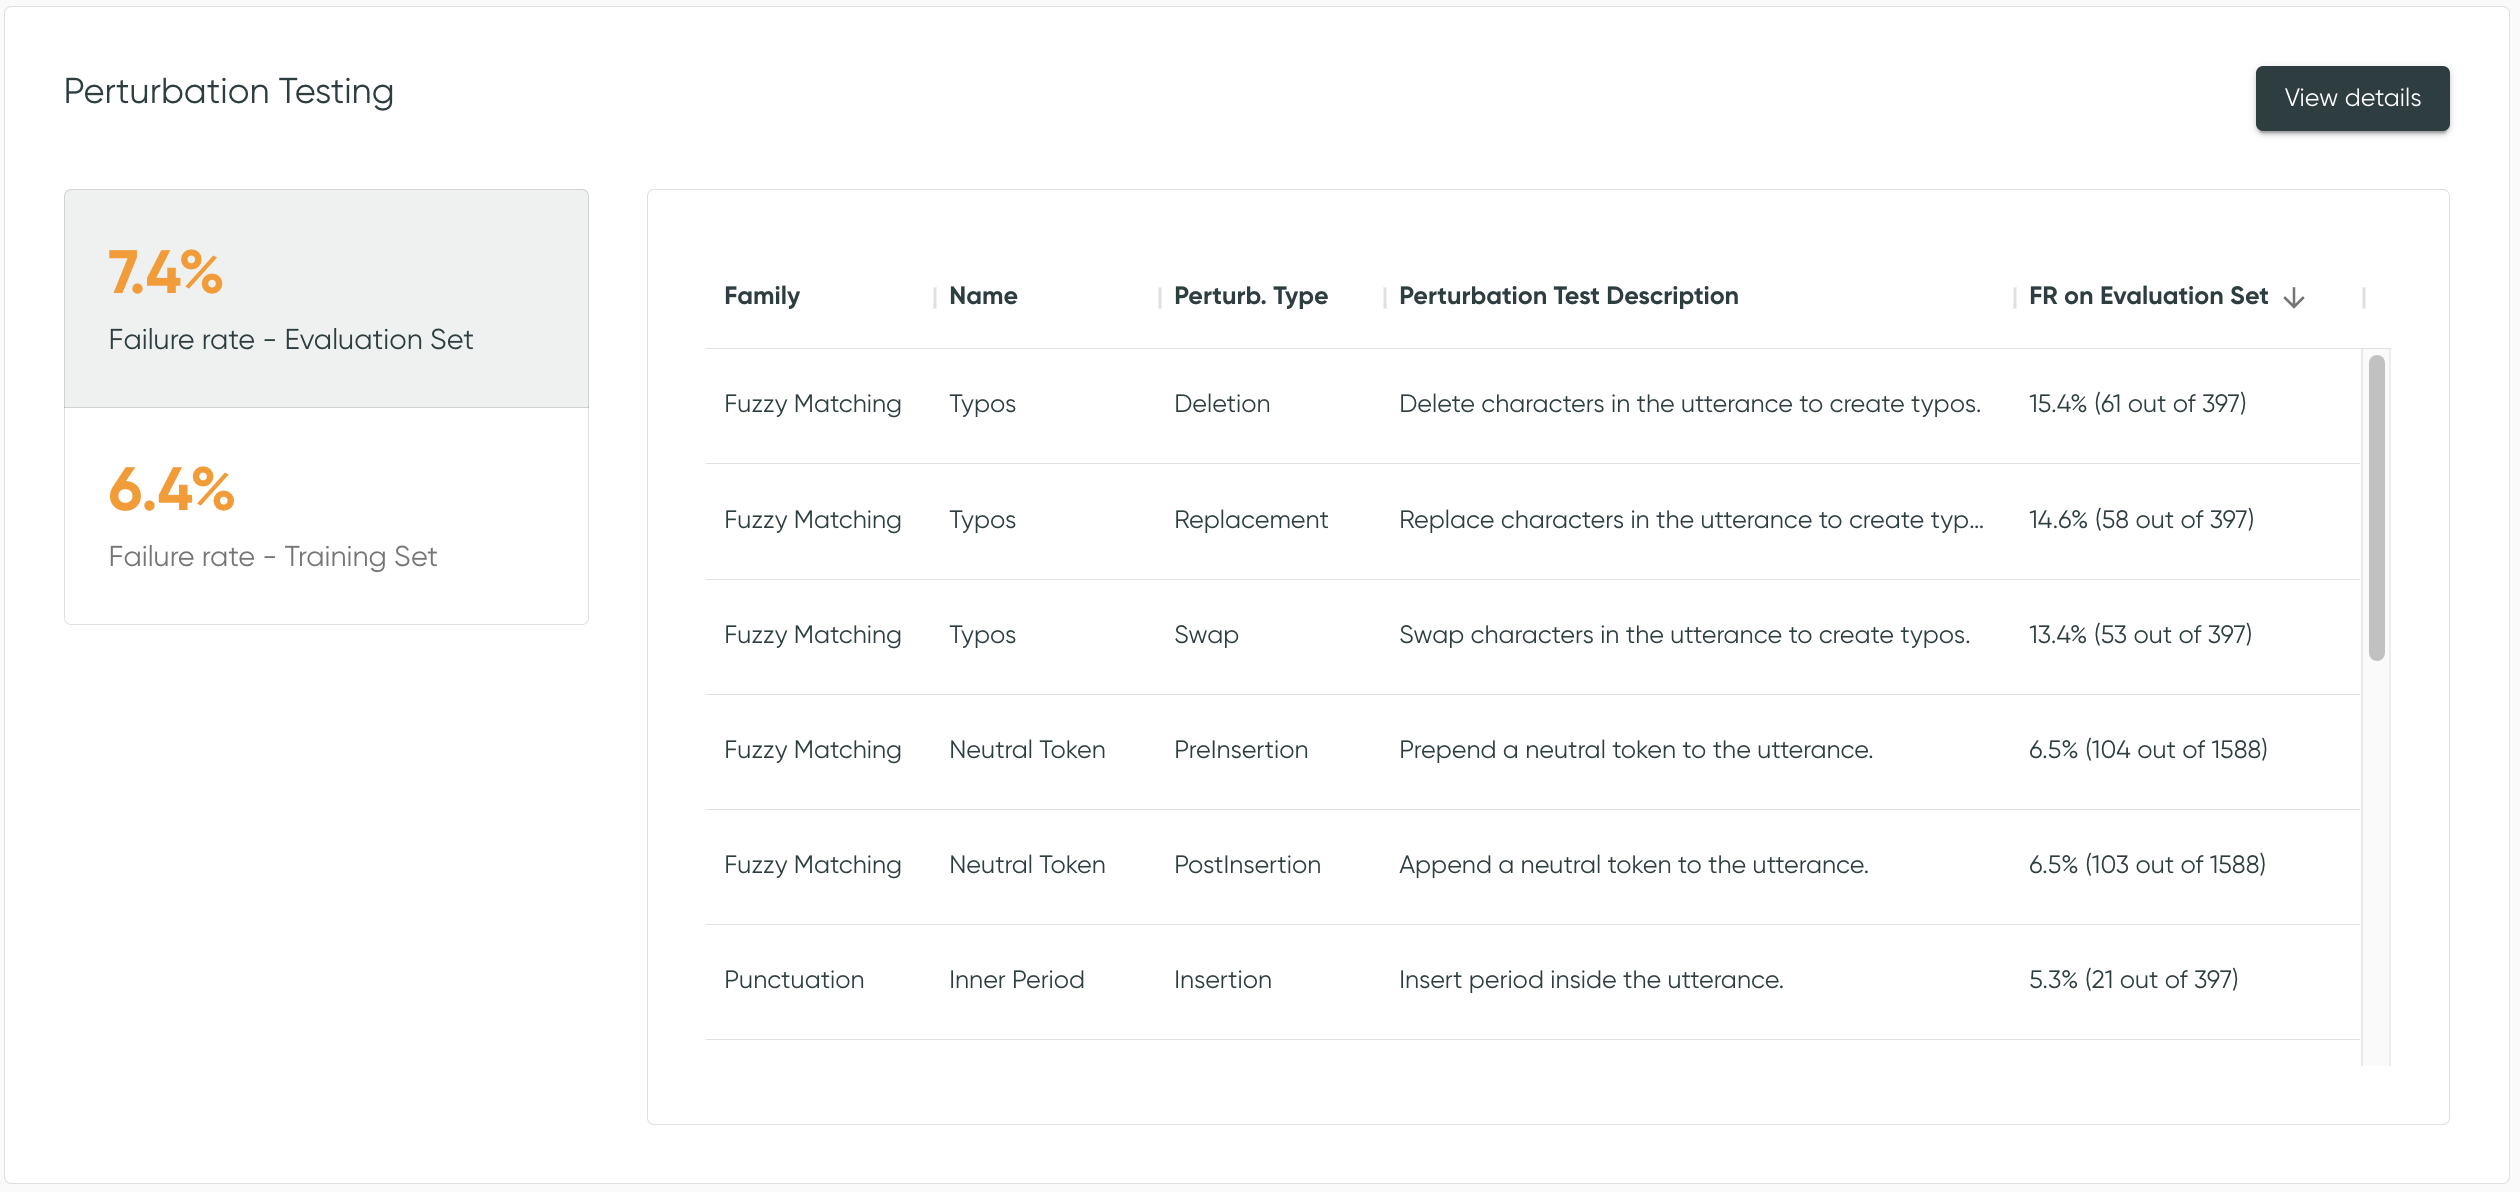 Perturbation Testing
View details
7.4%
Failure rate - Evaluation Set
6.4%
Failure rate - Training Set
Family Name Perturb. Type Perturbation Test Description FR on Evaluation Set
Fuzzy Matching Typos Deletion Delete characters in the utterance to create typos. 15.4% (61 out of 397)
Fuzzy Matching Typos Replacement Replace characters in the utterance to create typ... 14.6% (58 out of 397)
Fuzzy Matching Typos Swap Swap characters in the utterance to create typos. 13.4% (53 out of 397)
Fuzzy Matching Neutral Token PreInsertion Prepend a neutral token to the utterance. 6.5% (104 out of 1588)
Fuzzy Matching Neutral Token PostInsertion Append a neutral token to the utterance. 6.5% (103 out of 1588)
Punctuation Inner Period Insertion Insert period inside the utterance. 5.3% (21 out of 397)